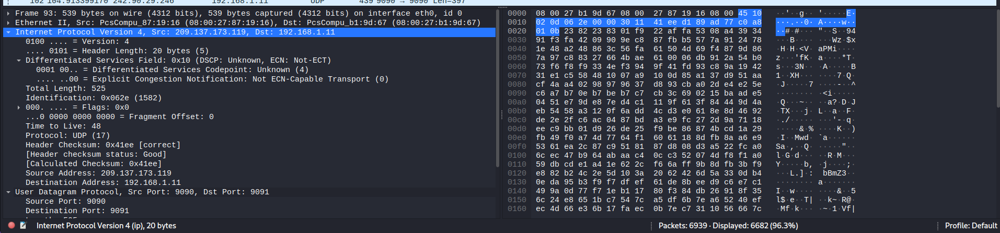 102 104.913399170 242.90.29.246 192.168.1.11 UDP 439 9090 → 9090 Len=397
Frame 93: 539 bytes on wire (4312 bits), 539 bytes captured (4312 bits) on interface eth0, id 0
Ethernet II, Src: PcsCompu_87:19:16 (08:00:27:87:19:16), Dst: PcsCompu_b1:9d:67 (08:00:27:b1:9d:67)
Internet Protocol Version 4, Src: 209.137.173.119, Dst: 192.168.1.11
0100 .... = Version: 4
.... 0101 = Header Length: 20 bytes (5)
Differentiated Services Field: 0x10 (DSCP: Unknown, ECN: Not-ECT)
0001 00.. = Differentiated Services Codepoint: Unknown (4)
.... ..00 = Explicit Congestion Notification: Not ECN-Capable Transport (0)
Total Length: 525
Identification: 0x062e (1582)
000. .... = Flags: 0x0
...0 0000 0000 0000 = Fragment Offset: 0
Time to Live: 48
Protocol: UDP (17)
Header Checksum: 0x41ee [correct]
[Header checksum status: Good]
[Calculated Checksum: 0x41ee]
Source Address: 209.137.173.119
Destination Address: 192.168.1.11
User Datagram Protocol, Src Port: 9090, Dst Port: 9091
Source Port: 9090
Destination Port: 9091
0000 08 00 27 b1 9d 67 08 00 27 87 19 16 08 00 45 10 ··'··g·· '·····E·
0010 02 0d 06 2e 00 00 30 11 41 ee d1 89 ad 77 c0 a8 ···.··0· A····w··
0020 01 0b 23 82 23 83 01 f9 22 af fa 53 08 a4 39 34 ··#·#··· "··S··94
0030 91 f3 fa 42 09 90 9e c8 87 fb b5 57 7a 91 24 78 ···B···· ···Wz·$x
0040 1e 48 a2 48 86 3c 56 fa 61 50 4d 69 f4 87 9d 86 ·H·H·<V· aPMi····
0050 7a 97 c8 83 27 66 4b ae 61 00 06 db 91 2a 54 b0 z···'fK· a····*T·
0060 73 f6 f8 f9 33 4e f3 94 9f 41 fd 93 c8 9a 19 42 s···3N·· ·A·····B
0070 31 e1 c5 58 48 10 07 a9 10 0d 85 a1 37 d9 51 aa 1··XH··· ····7·Q·
0080 cf 4a a4 02 98 97 96 37 d8 93 cb a0 2d e4 e2 5e ·J·····7 ····-··^
0090 c6 a7 b7 0e b7 be b7 c7 cb 3c 69 02 15 ba ad e5 ········ ·<i·····
00a0 04 51 e7 9d e8 7e d4 c1 11 9f 61 3f 84 44 9d 4a ·Q···~·· ··a?·D·J
00b0 eb 54 58 a3 12 0f 6a dd 4c d3 e0 61 8e 8d 46 92 ·TX···j· L··a··F·
00c0 de 2e 2f c6 ac 04 87 bd a3 e9 fc 27 2d 9a 71 18 ·./····· ···'-·q·
00d0 ee c9 bb 01 d9 26 de 25 f9 be 86 87 4b cd 1a 29 ·····&·% ····K··)
00e0 fb 49 f0 a7 4d 77 64 f1 60 61 18 8d fb 8a a6 e9 ·I··Mwd· `a······
00f0 53 61 ea 2c 87 c9 51 81 87 d8 08 d3 a5 22 fc a0 Sa·,··Q· ·····"··
0100 6c ec 47 b9 64 ab aa c4 0c c3 52 07 4d f8 f1 a0 l·G·d··· ··R·M···
0110 59 db cd e1 a4 1e 62 2c f6 6a ff 9b 8d fb 3b f9 Y·····b, ·j····;·
0120 e8 82 b2 4c 2e 5d 10 3a 20 62 42 6d 5a 33 0d b4 ···L.]·: bBmZ3··
0130 0e da 95 b3 f9 f7 df ef 61 de 8b ee d9 c6 e7 c1 ········ a·······
0140 49 9a 0d 77 f7 1e b1 17 80 f3 84 db 26 91 8f 35 I··w···· ····&··5
0150 6c 24 e8 65 1b c7 54 7c a5 df 6b 7e a6 52 40 ef l$·e··T| ··k~·R@·
0160 ec 4d 66 e3 6b 17 fa ec 0b 7e c7 31 10 56 66 7c ·Mf·k··· ·~·1·Vf|
Internet Protocol Version 4 (ip), 20 bytes
Packets: 6939 · Displayed: 6682 (96.3%)
Profile: Default